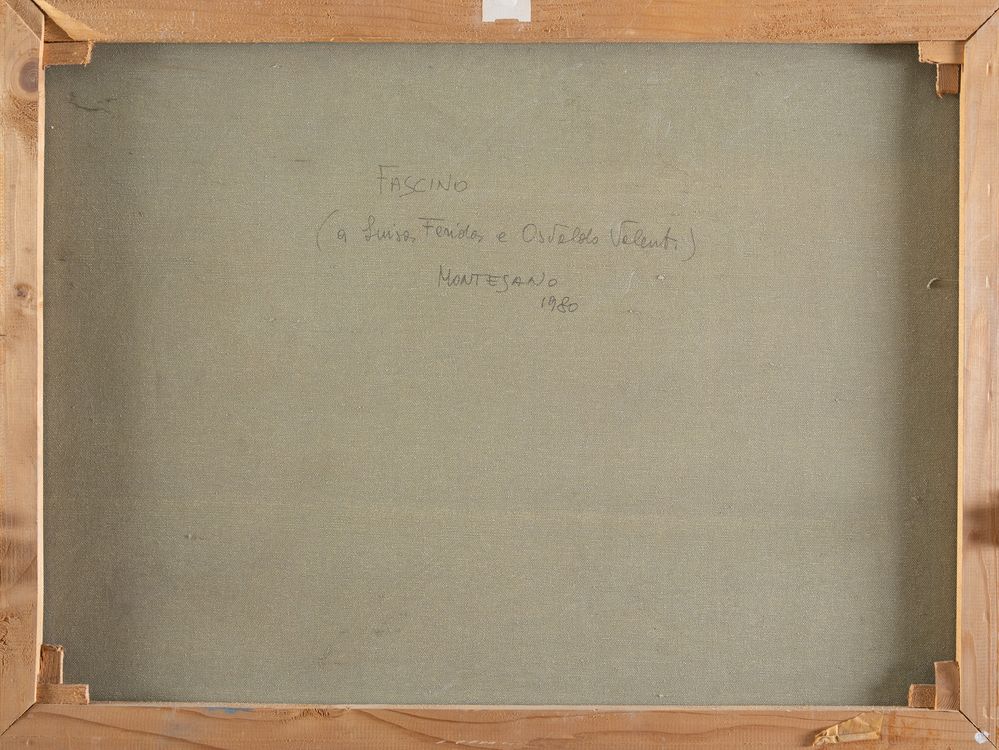 FASCINO
(a Luisa Ferida e Osvaldo Valenti)
MONTESANO
1980